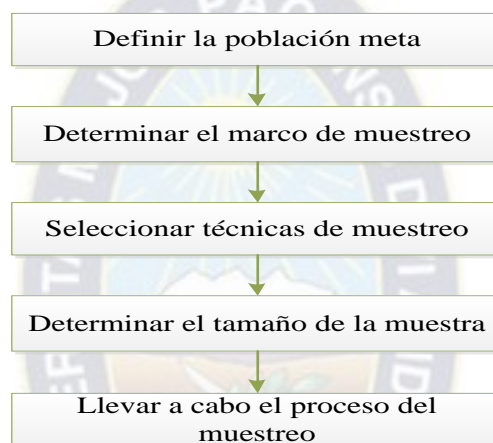 Definir la población meta
Determinar el marco de muestreo
Seleccionar técnicas de muestreo
Determinar el tamaño de la muestra
Llevar a cabo el proceso del
muestreo